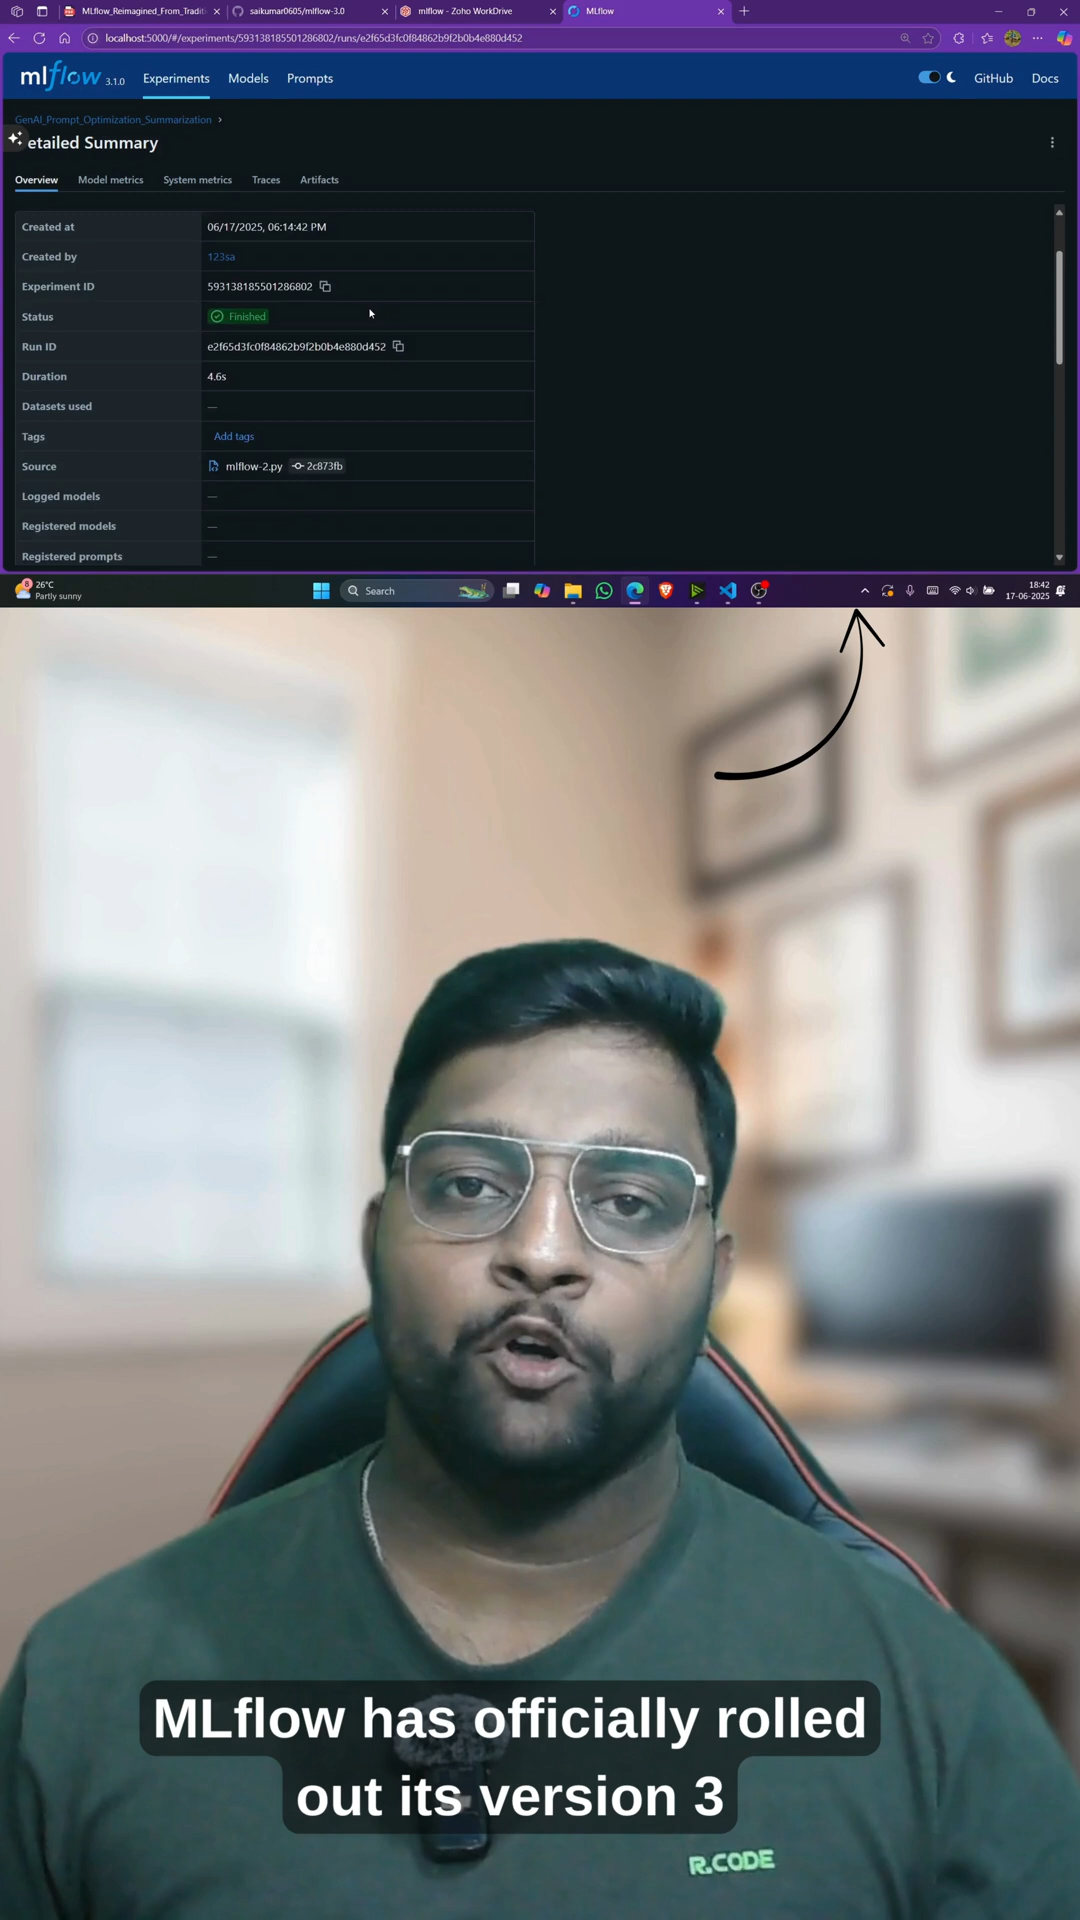 MLflow_Reimagined_From_Traditi
saikumar0605/mlflow-3.0
mlflow - Zoho WorkDrive
MLflow
localhost:5000/#/experiments/593138185501286802/runs/e2f65d3fc0f84862b9f2b0b4e880d452
mlflow 3.1.0
Experiments
Models
Prompts
GitHub
Docs
GenAI_Prompt_Optimization_Summarization
etailed Summary
Overview
Model metrics
System metrics
Traces
Artifacts
Created at 06/17/2025, 06:14:42 PM
Created by 123sa
Experiment ID 593138185501286802
Status Finished
Run ID e2f65d3fc0f84862b9f2b0b4e880d452
Duration 4.6s
Datasets used —
Tags Add tags
Source mlflow-2.py 2c873fb
Logged models —
Registered models —
Registered prompts —
26°C
Partly sunny
Search
18:42
17-06-2025
MLflow has officially rolled
out its version 3
R.CODE